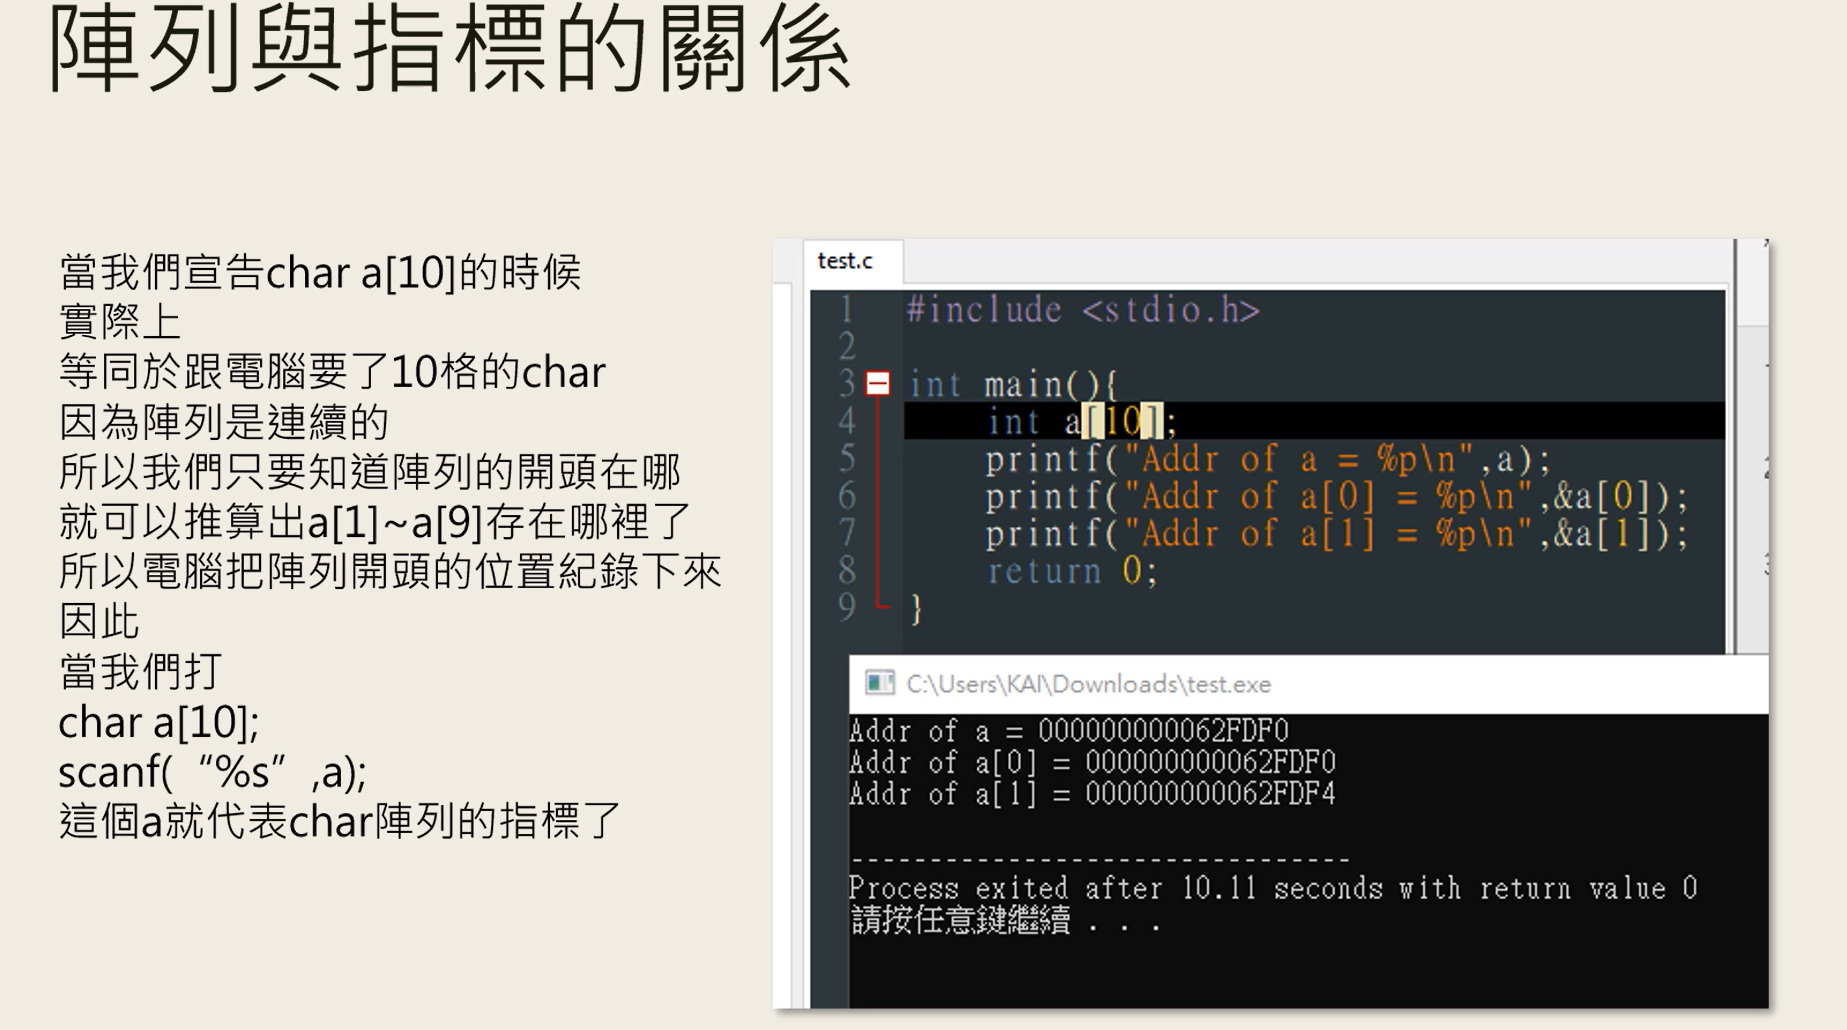 陣列與指標的關係
當我們宣告char a[10]的時候
實際上
等同於跟電腦要了10格的char
因為陣列是連續的
所以我們只要知道陣列的開頭在哪
就可以推算出a[1]~a[9]存在哪裡了
所以電腦把陣列開頭的位置紀錄下來
因此
當我們打
char a[10];
scanf(“%s”,a);
這個a就代表char陣列的指標了
test.c
1 #include <stdio.h>
2
3 int main(){
4 int a[10];
5 printf("Addr of a = %p\n",a);
6 printf("Addr of a[0] = %p\n",&a[0]);
7 printf("Addr of a[1] = %p\n",&a[1]);
8 return 0;
9 }
C:\Users\KAI\Downloads\test.exe
Addr of a = 000000000062FDF0
Addr of a[0] = 000000000062FDF0
Addr of a[1] = 000000000062FDF4
--------------------------------
Process exited after 10.11 seconds with return value 0
請按任意鍵繼續 . . .